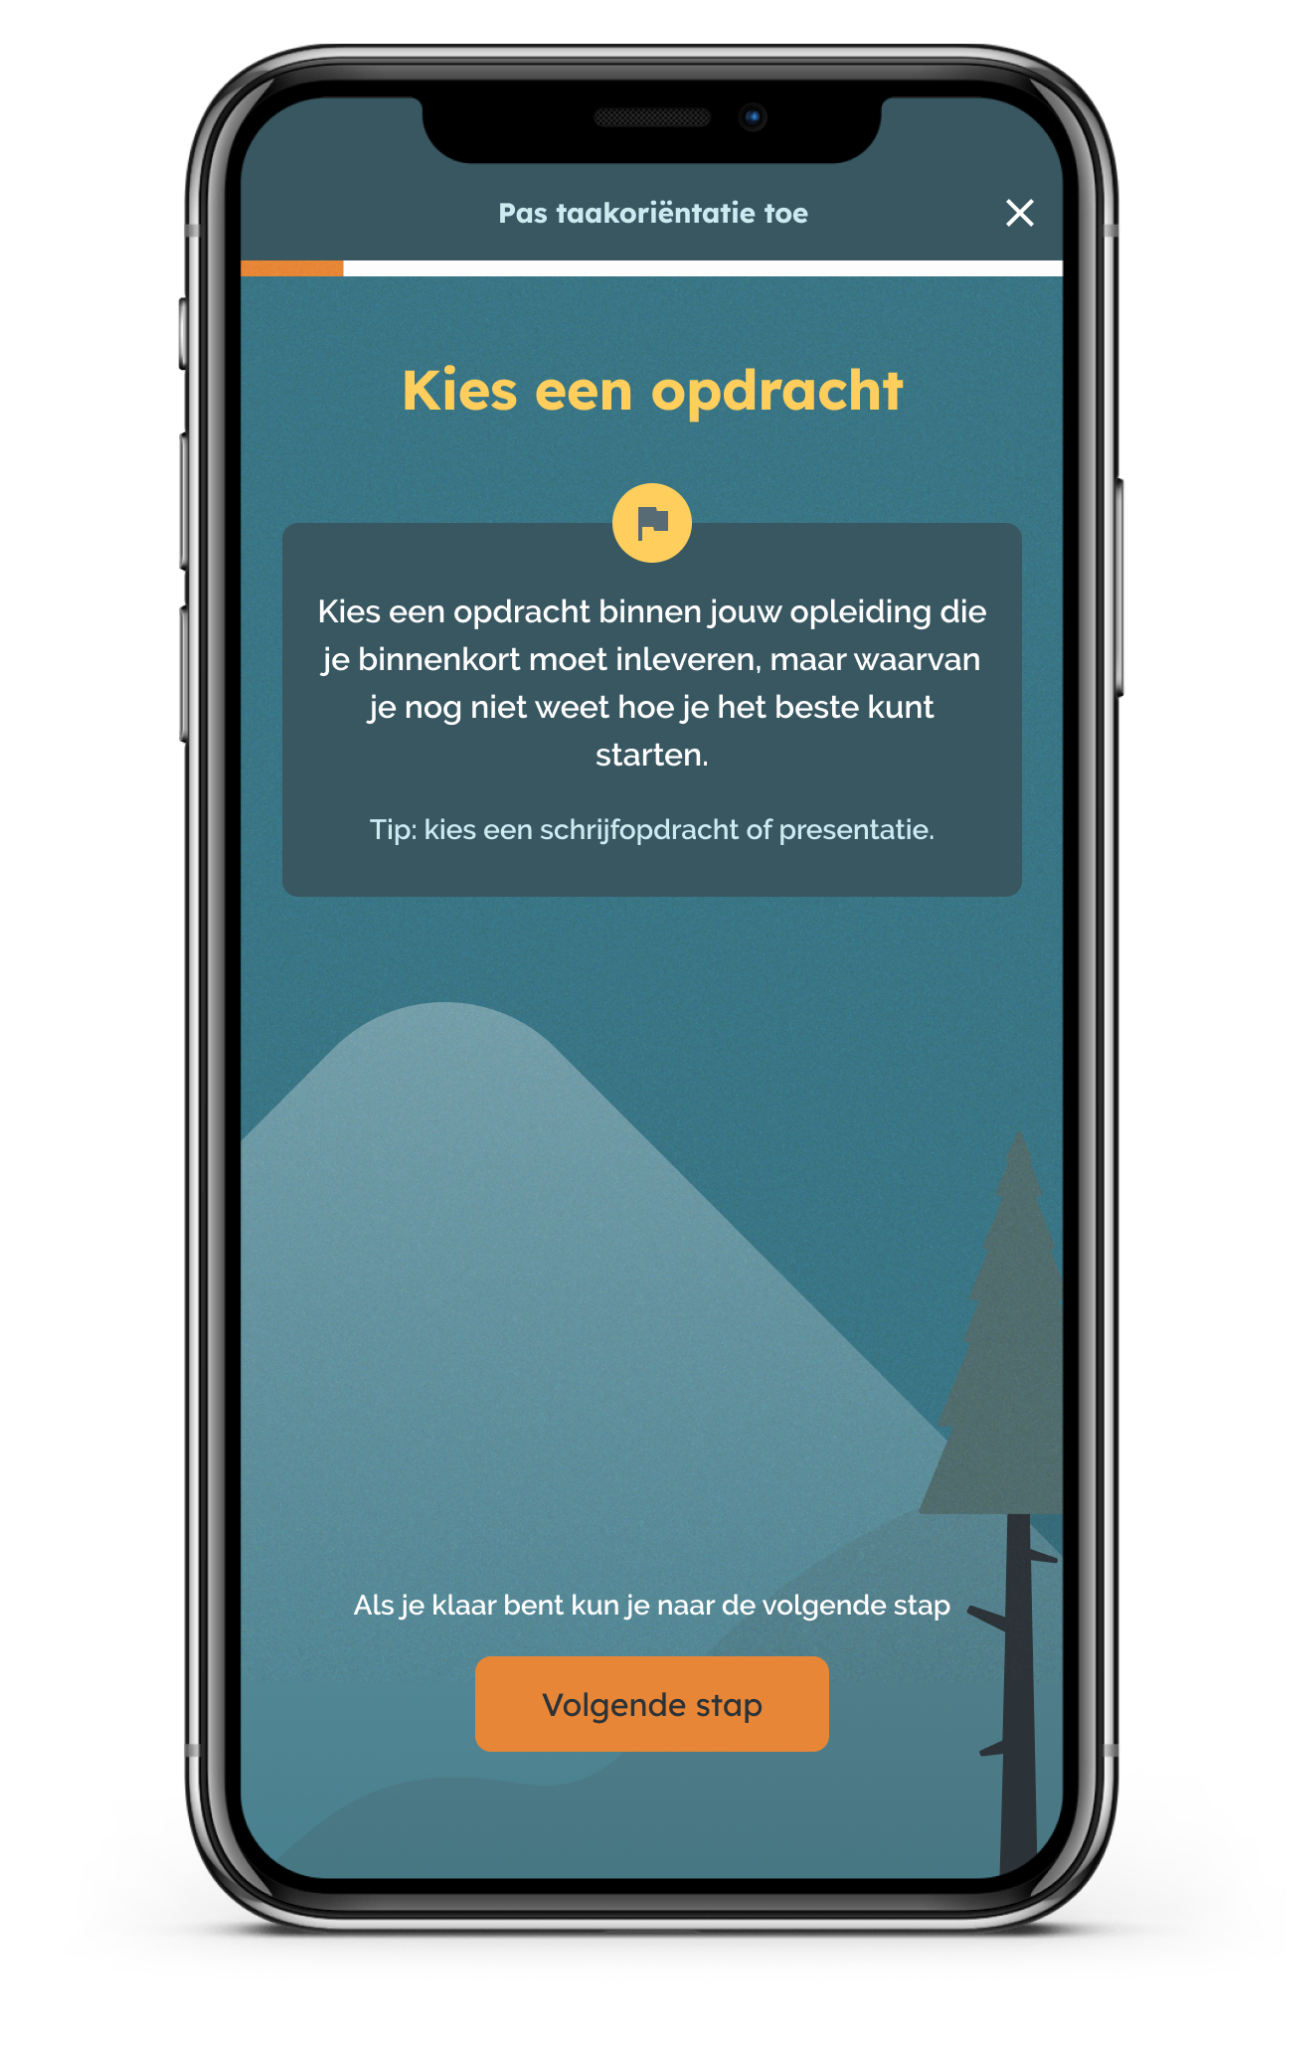 Pas taakoriëntatie toe
Kies een opdracht
Kies een opdracht binnen jouw opleiding die
je binnenkort moet inleveren, maar waarvan
je nog niet weet hoe je het beste kunt
starten.
Tip: kies een schrijfopdracht of presentatie.
Als je klaar bent kun je naar de volgende stap
Volgende stap